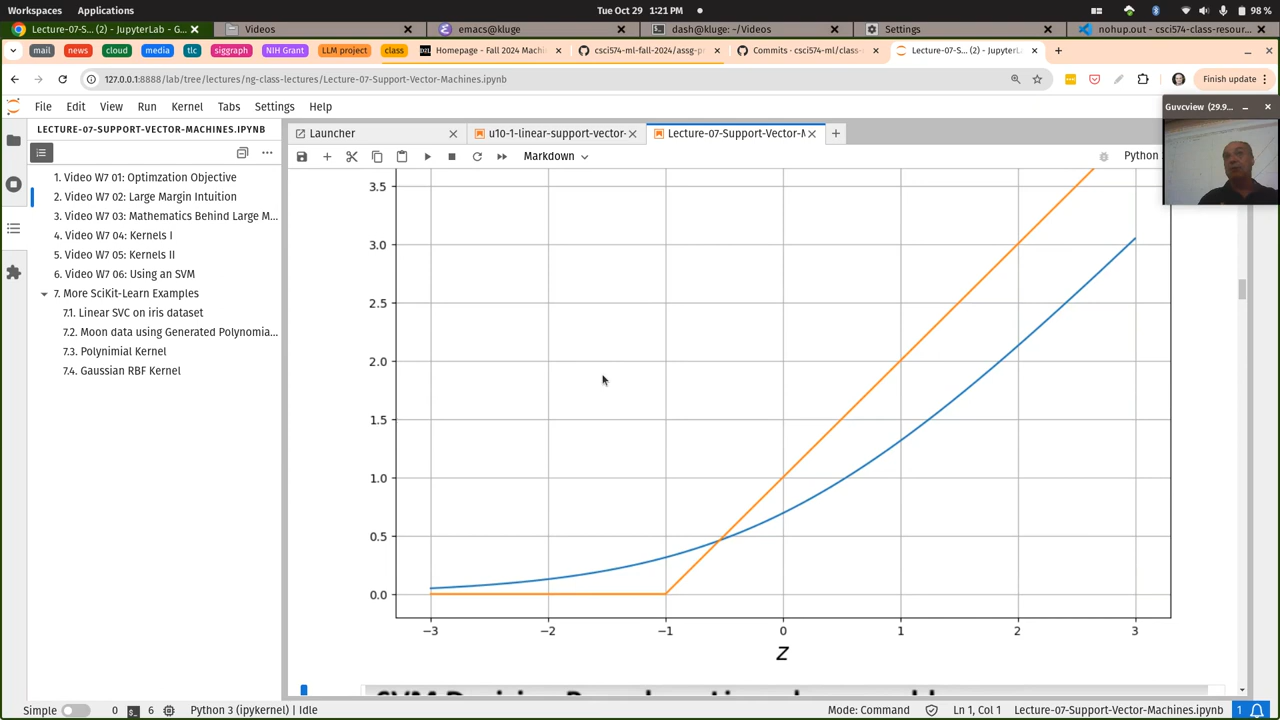 Workspaces Applications Tue Oct 29 1:21 PM 98 %
Lecture-07-S... (2) - JupyterLab - G... Videos emacs@kluge dash@kluge: ~/Videos Settings nohup.out - csci574-class-resour...
mail news cloud media tlc siggraph NIH Grant LLM project class Homepage - Fall 2024 Machin csci574-ml-fall-2024/assg-p Commits · csci574-ml/class- Lecture-07-S... (2) - JupyterL
127.0.0.1:8888/lab/tree/lectures/ng-class-lectures/Lecture-07-Support-Vector-Machines.ipynb Finish update
File Edit View Run Kernel Tabs Settings Help
Guvcview (29.9...
LECTURE-07-SUPPORT-VECTOR-MACHINES.IPYNB
Launcher u10-1-linear-support-vector- Lecture-07-Support-Vector-M
Markdown Python
1. Video W7 01: Optimzation Objective
2. Video W7 02: Large Margin Intuition
3. Video W7 03: Mathematics Behind Large M...
4. Video W7 04: Kernels I
5. Video W7 05: Kernels II
6. Video W7 06: Using an SVM
7. More SciKit-Learn Examples
7.1. Linear SVC on iris dataset
7.2. Moon data using Generated Polynomia...
7.3. Polynimial Kernel
7.4. Gaussian RBF Kernel
3.5
3.0
2.5
2.0
1.5
1.0
0.5
0.0
−3 −2 −1 0 1 2 3
z
Simple 0 6 Python 3 (ipykernel) | Idle Mode: Command Ln 1, Col 1 Lecture-07-Support-Vector-Machines.ipynb 1